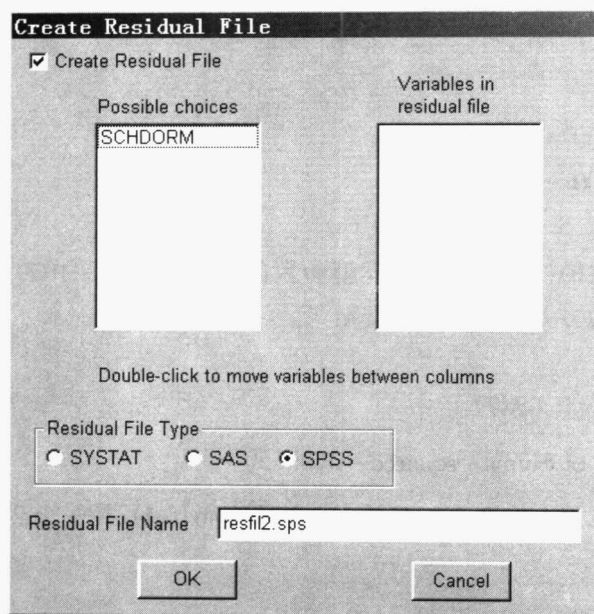 Create Residual File
Create Residual File
Possible choices
SCHDORM
Variables in
residual file
Double-click to move variables between columns
Residual File Type
SYSTAT
SAS
SPSS
Residual File Name
resfil2.sps
OK
Cancel